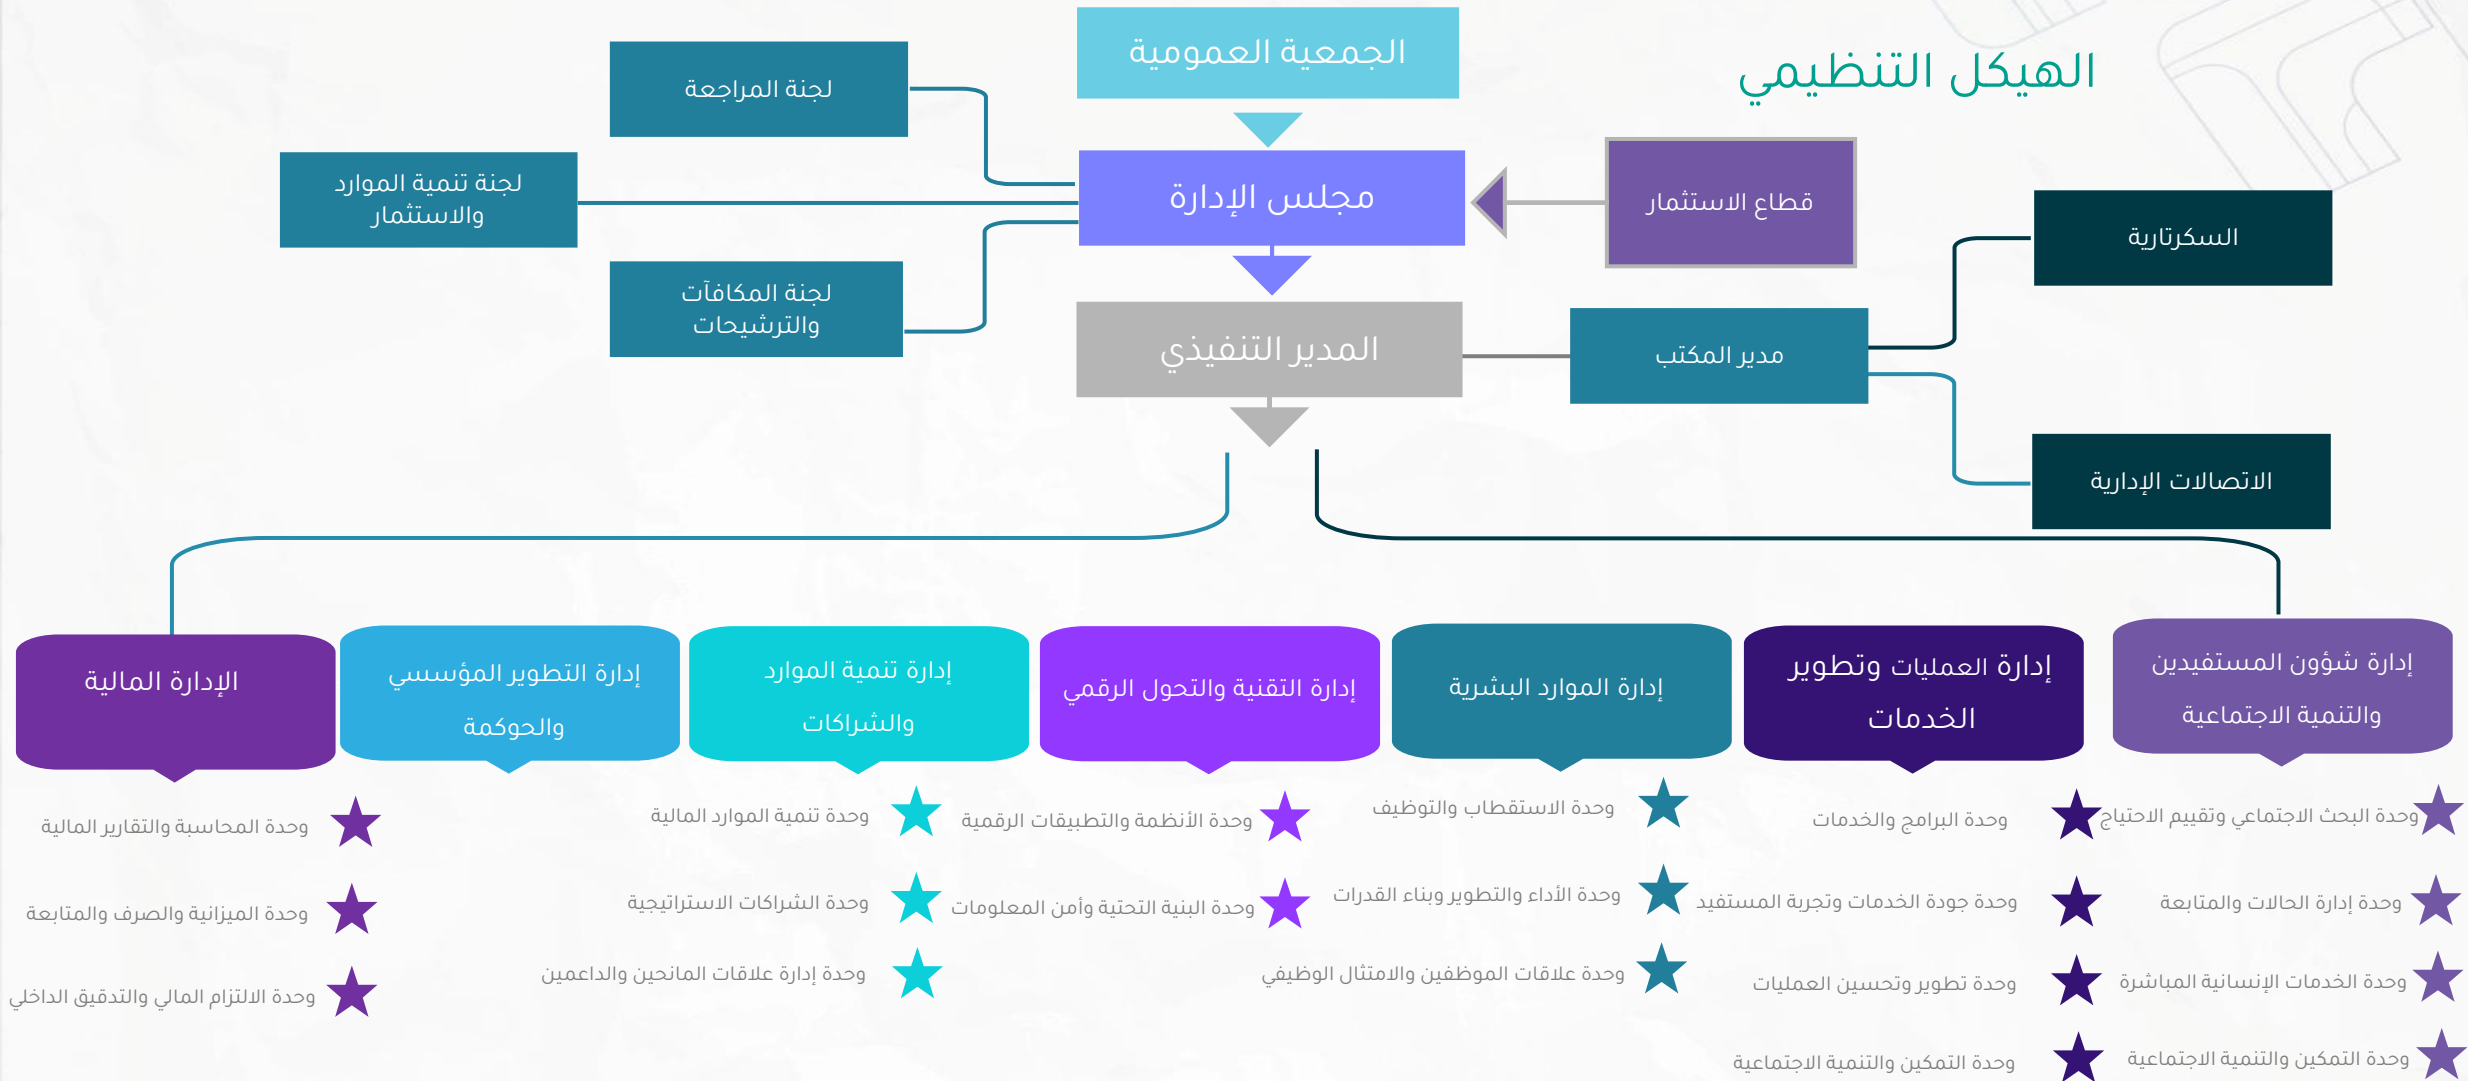 الهيكل التنظيمي
الجمعية العمومية
مجلس الإدارة
قطاع الاستثمار
لجنة المراجعة
لجنة تنمية الموارد
والاستثمار
لجنة المكافآت
والترشيحات
المدير التنفيذي
مدير المكتب
السكرتارية
الاتصالات الإدارية
إدارة شؤون المستفيدين
والتنمية الاجتماعية
وحدة البحث الاجتماعي وتقييم الاحتياج
وحدة إدارة الحالات والمتابعة
وحدة الخدمات الإنسانية المباشرة
وحدة التمكين والتنمية الاجتماعية
إدارة العمليات وتطوير
الخدمات
وحدة البرامج والخدمات
وحدة جودة الخدمات وتجربة المستفيد
وحدة تطوير وتحسين العمليات
وحدة التمكين والتنمية الاجتماعية
إدارة الموارد البشرية
وحدة الاستقطاب والتوظيف
وحدة الأداء والتطوير وبناء القدرات
وحدة علاقات الموظفين والامتثال الوظيفي
إدارة التقنية والتحول الرقمي
وحدة الأنظمة والتطبيقات الرقمية
وحدة البنية التحتية وأمن المعلومات
إدارة تنمية الموارد
والشراكات
وحدة تنمية الموارد المالية
وحدة الشراكات الاستراتيجية
وحدة إدارة علاقات المانحين والداعمين
إدارة التطوير المؤسسي
والحوكمة
الإدارة المالية
وحدة المحاسبة والتقارير المالية
وحدة الميزانية والصرف والمتابعة
وحدة الالتزام المالي والتدقيق الداخلي